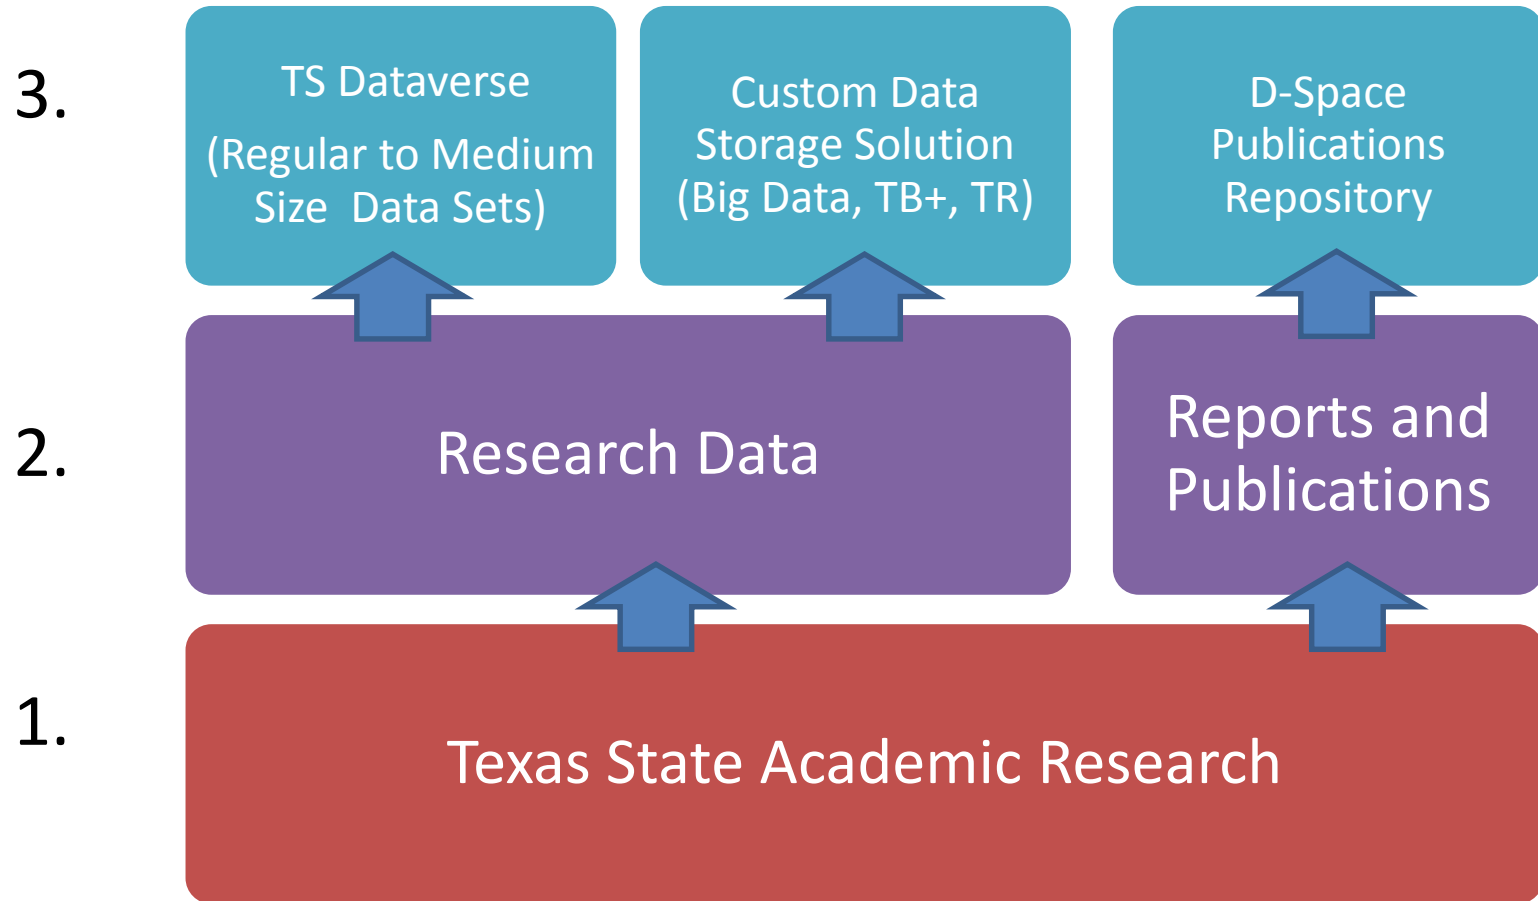 3.
TS Dataverse
(Regular to Medium
Size  Data Sets)
Custom Data
Storage Solution
(Big Data, TB+, TR)
D-Space
Publications
Repository
2.
Research Data
Reports and
Publications
1.
Texas State Academic Research